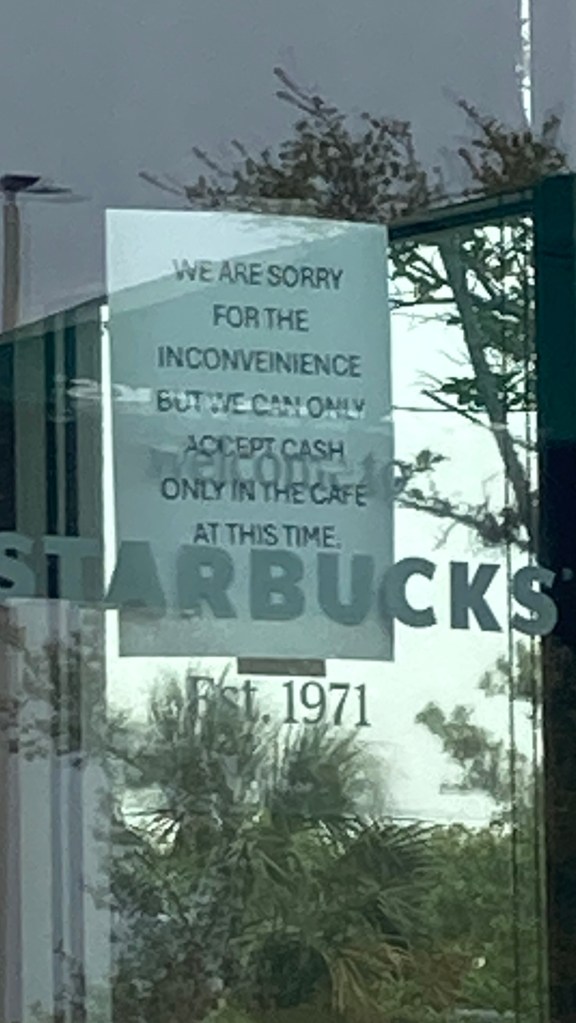 WE ARE SORRY
FOR THE
INCONVEINIENCE
BUT WE CAN ONLY
ACCEPT CASH
ONLY IN THE CAFE
AT THIS TIME.
welcome to
STARBUCKS
Est. 1971